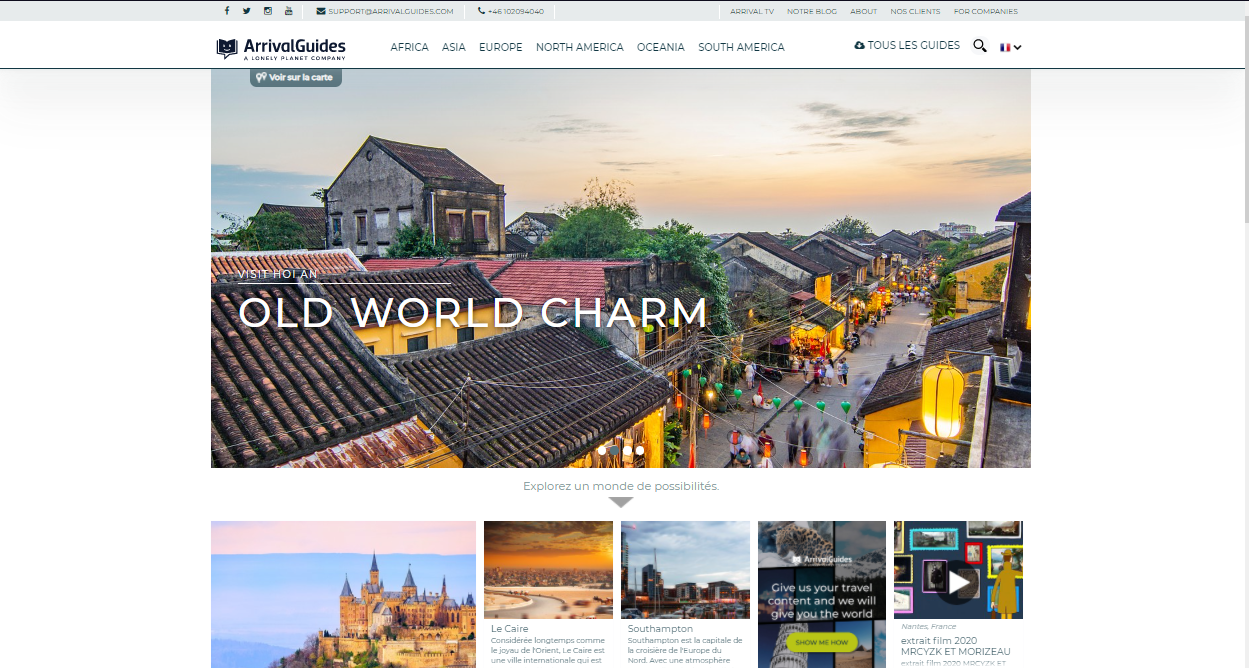 SUPPORT@ARRIVALGUIDES.COM
+46 102094040
ARRIVAL TV NOTRE BLOG ABOUT NOS CLIENTS FOR COMPANIES
ArrivalGuides
A LONELY PLANET COMPANY
AFRICA ASIA EUROPE NORTH AMERICA OCEANIA SOUTH AMERICA
TOUS LES GUIDES
Voir sur la carte
VISIT HOI AN
OLD WORLD CHARM
Explorez un monde de possibilités.
Le Caire
Considérée longtemps comme
le joyau de l'Orient, Le Caire est
une ville internationale qui est
Southampton
Southampton est la capitale de
la croisière de l'Europe du
Nord. Avec une atmosphère
ArrivalGuides
Give us your travel
content and we will
give you the world
SHOW ME HOW
Nantes, France
extrait film 2020
MRCYZK ET MORIZEAU
extrait film 2020 MRCYZK ET